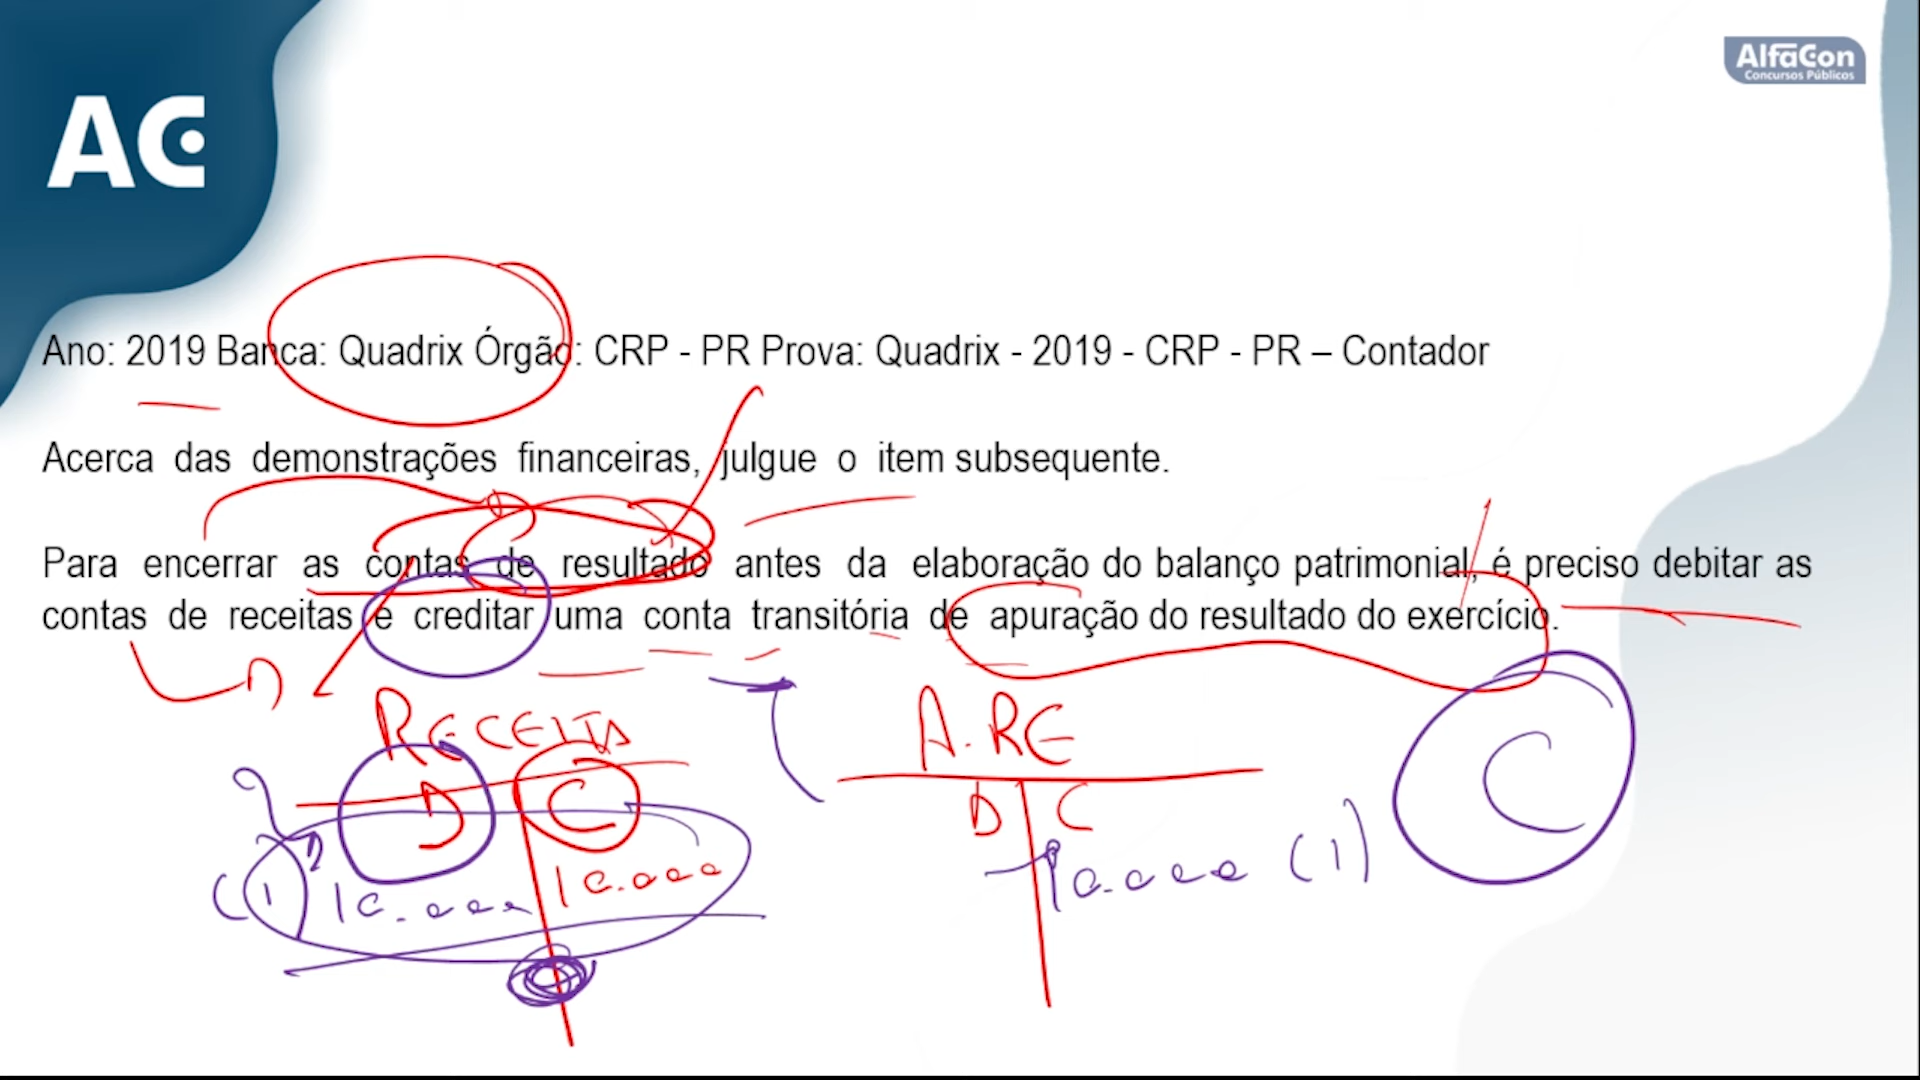 AC
AlfaCon
Concursos Públicos
Ano: 2019 Banca: Quadrix Órgão: CRP - PR Prova: Quadrix - 2019 - CRP - PR – Contador
Acerca das demonstrações financeiras, julgue o item subsequente.
Para encerrar as contas de resultado antes da elaboração do balanço patrimonial, é preciso debitar as
contas de receitas e creditar uma conta transitória de apuração do resultado do exercício.
D
RECEITA
A.RE
C
D C
D C
(1) 10.000 10.000
10.000 (1)